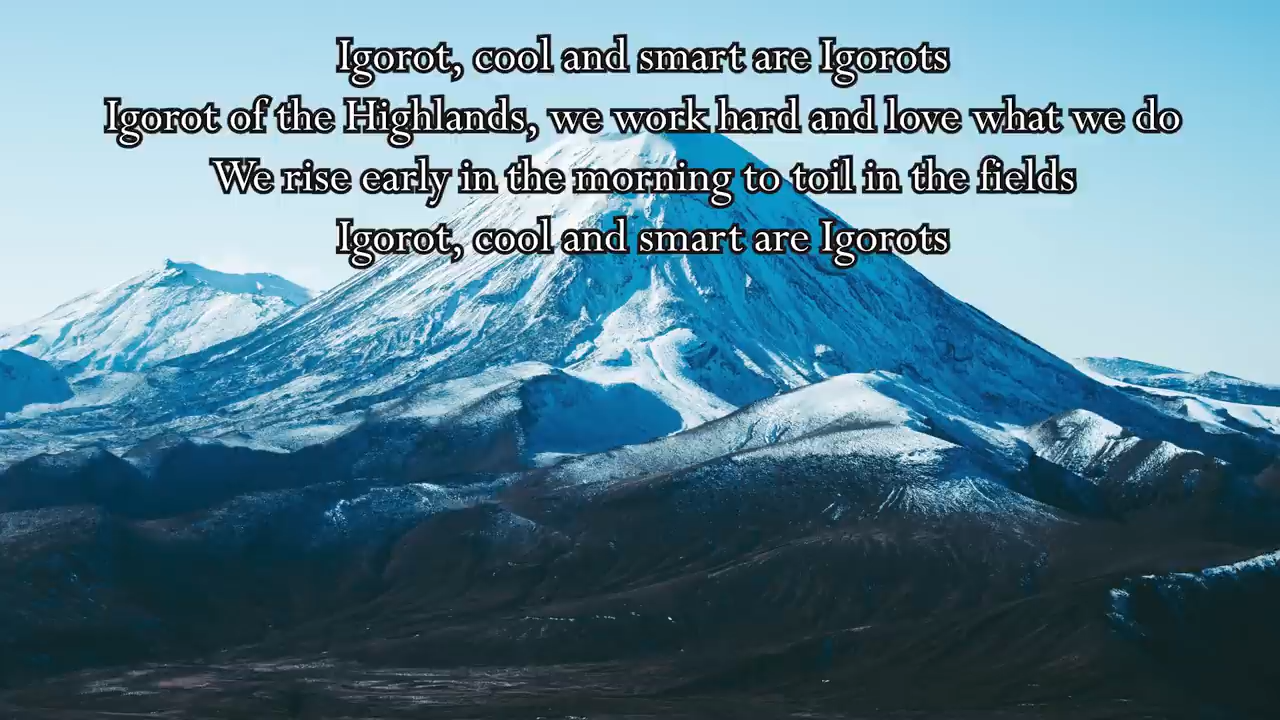 Igorot, cool and smart are Igorots
Igorot of the Highlands, we work hard and love what we do
We rise early in the morning to toil in the fields
Igorot, cool and smart are Igorots